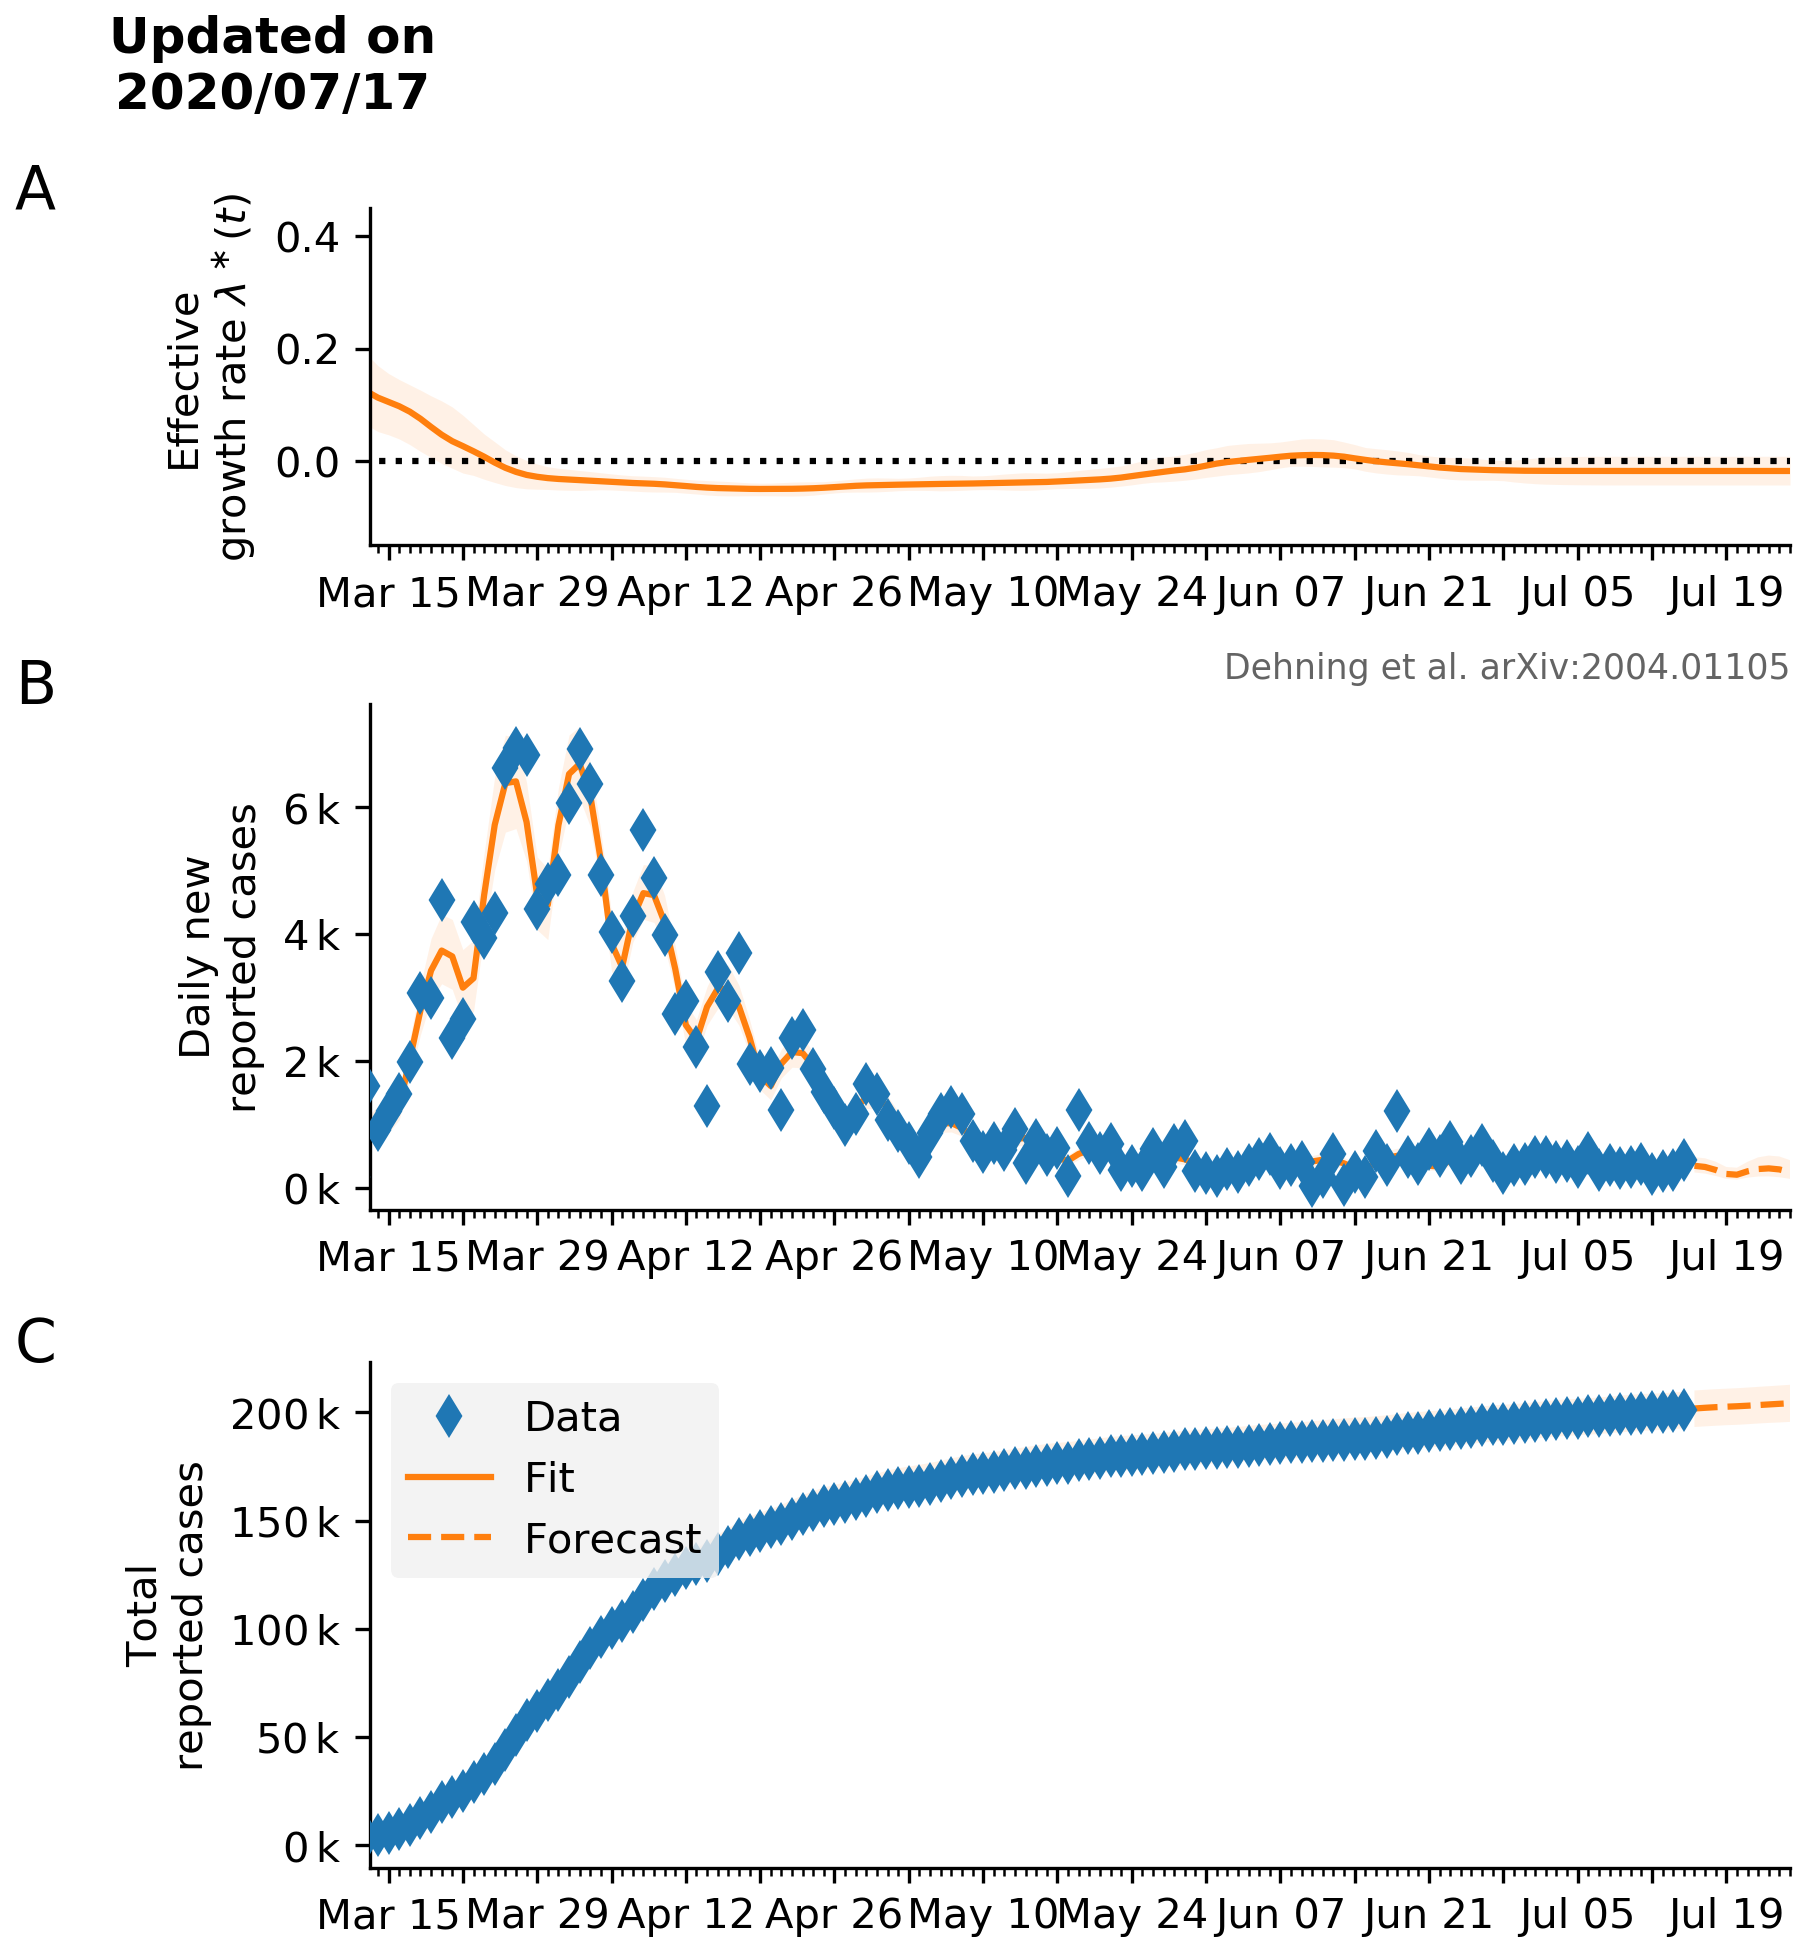 Updated on
2020/07/17
A
Effective
growth rate λ * (t)
0.4
0.2
0.0
Mar 15 Mar 29 Apr 12 Apr 26 May 10 May 24 Jun 07 Jun 21 Jul 05 Jul 19
B
Dehning et al. arXiv:2004.01105
Daily new
reported cases
6 k
4 k
2 k
0 k
Mar 15 Mar 29 Apr 12 Apr 26 May 10 May 24 Jun 07 Jun 21 Jul 05 Jul 19
C
Total
reported cases
200 k
150 k
100 k
50 k
0 k
Data
Fit
Forecast
Mar 15 Mar 29 Apr 12 Apr 26 May 10 May 24 Jun 07 Jun 21 Jul 05 Jul 19